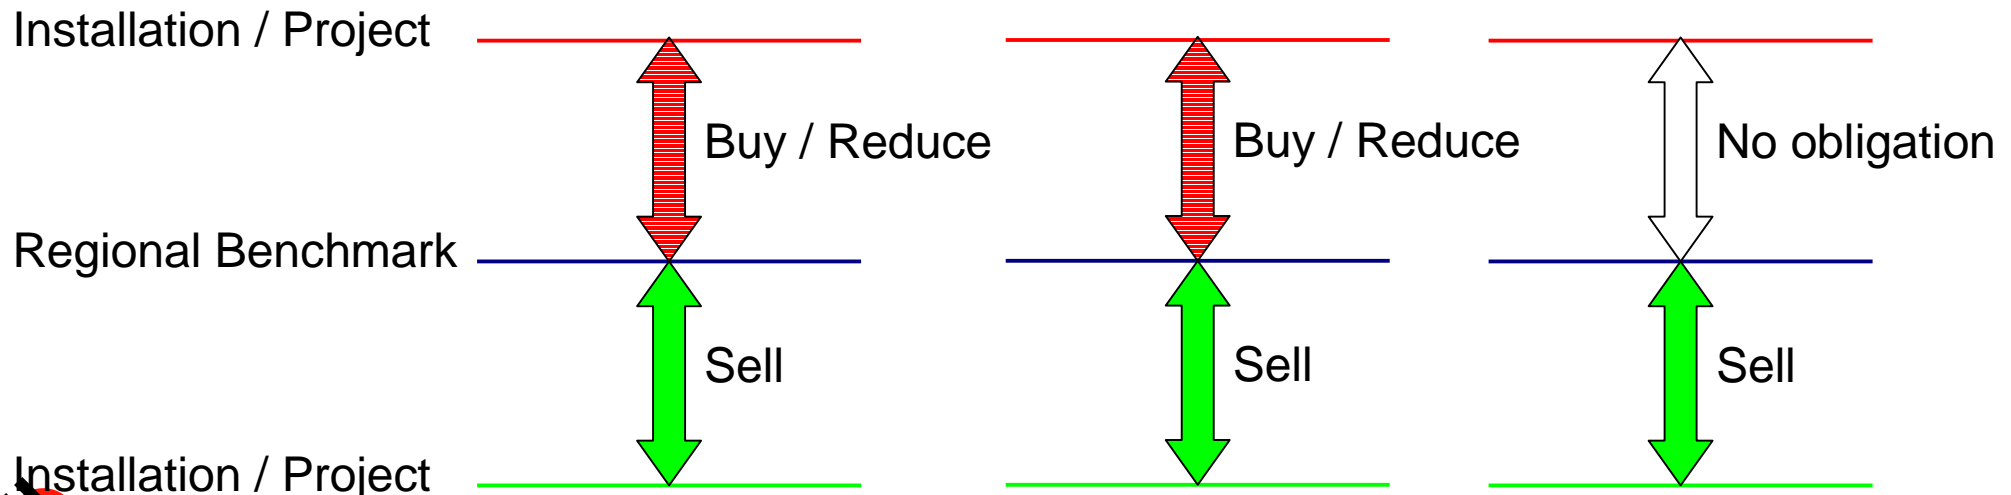 Installation / Project
Buy / Reduce
Buy / Reduce
No obligation
Regional Benchmark
Sell
Sell
Sell
Installation / Project